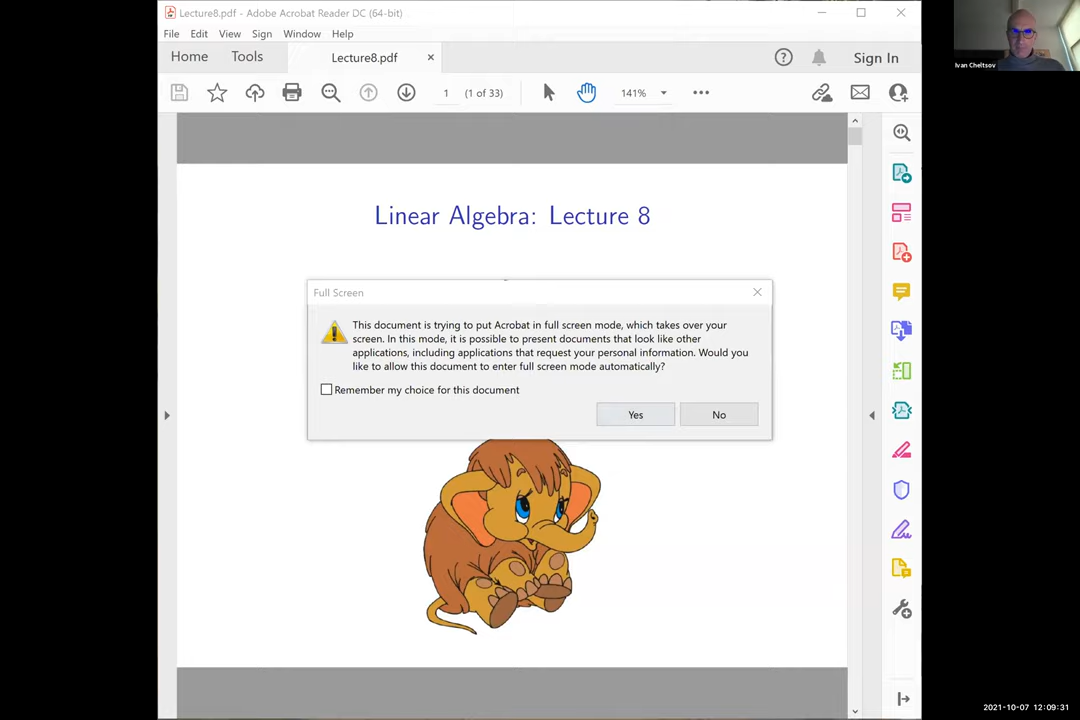 Lecture8.pdf - Adobe Acrobat Reader DC (64-bit)
File Edit View Sign Window Help
Home Tools Lecture8.pdf × Sign In
1 (1 of 33) 141%
Linear Algebra: Lecture 8
Full Screen
This document is trying to put Acrobat in full screen mode, which takes over your
screen. In this mode, it is possible to present documents that look like other
applications, including applications that request your personal information. Would you
like to allow this document to enter full screen mode automatically?
Remember my choice for this document
Yes No
Ivan Cheltsov
2021-10-07 12:09:31